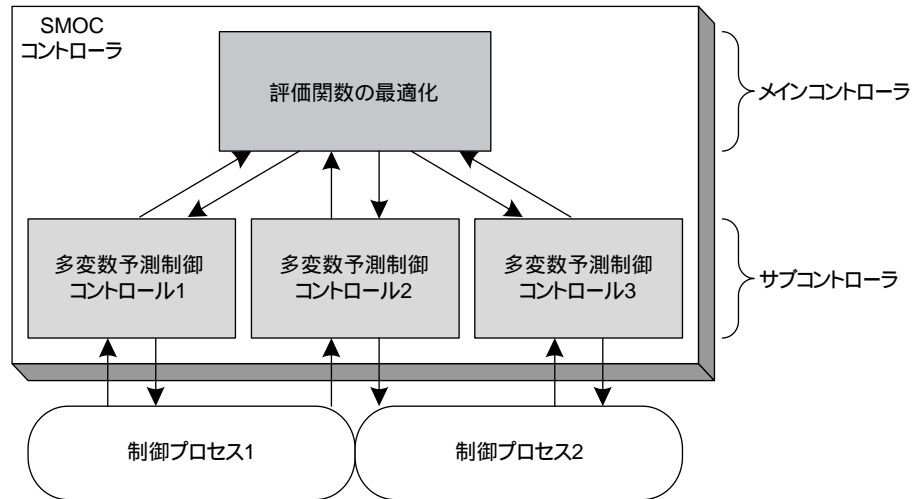 SMOC
コントローラ
評価関数の最適化
メインコントローラ
多変数予測制御
コントロール1
多変数予測制御
コントロール2
多変数予測制御
コントロール3
サブコントローラ
制御プロセス1
制御プロセス2